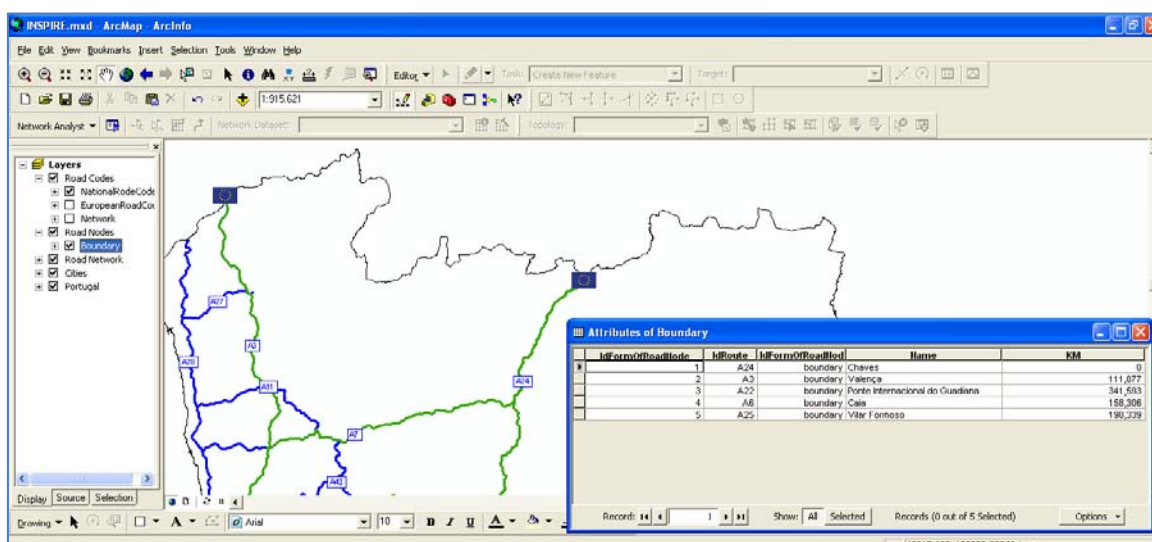 INSPIRE.mxd - ArcMap - ArcInfo
File Edit View Bookmarks Insert Selection Tools Window Help
Editor Task: Create New Feature Target:
1:915.621
Network Analyst Network Dataset: Topology:
Layers
Road Codes
NationalRodeCode
EuropeanRoadCo
Network
Road Nodes
Boundary
Road Network
Cities
Portugal
A27
A3
A28
A11
A24
A7
A42
Attributes of Boundary
IdFormOfRoadNode IdRoute IdFormOfRoadNod Name KM
1 A24 boundary Chaves 0
2 A3 boundary Valença 111,877
3 A22 boundary Ponte Internacional do Guadiana 341,593
4 A6 boundary Caia 158,306
5 A25 boundary Vilar Formoso 190,339
Record: 1 Show: All Selected Records (0 out of 5 Selected) Options
Display Source Selection
Drawing Arial 10 B I U A